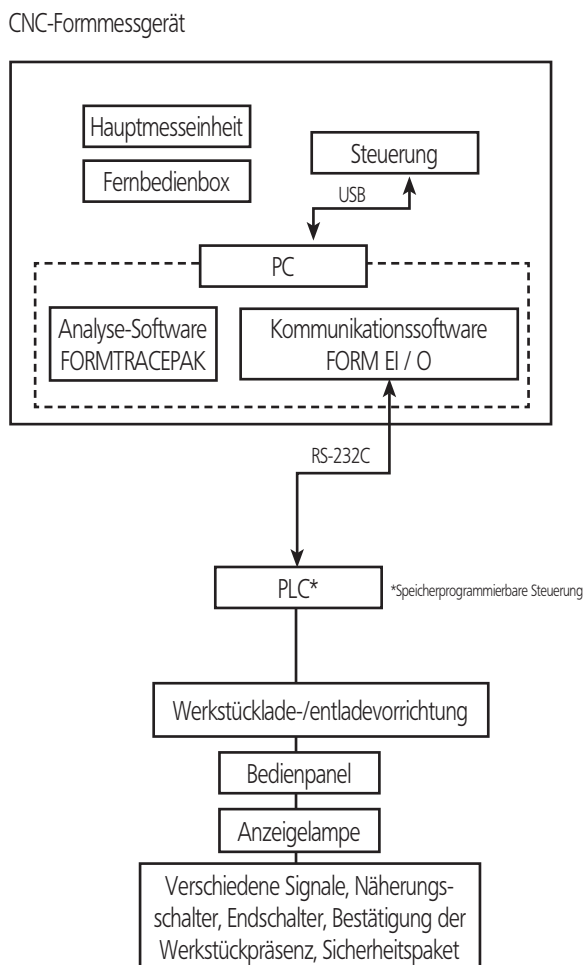 CNC-Formmessgerät
Hauptmesseinheit
Steuerung
Fernbedienbox
USB
PC
Analyse-Software
FORMTRACEPAK
Kommunikationssoftware
FORM EI / O
RS-232C
PLC*
*Speicherprogrammierbare Steuerung
Werkstücklade-/entladevorrichtung
Bedienpanel
Anzeigelampe
Verschiedene Signale, Näherungs-
schalter, Endschalter, Bestätigung der
Werkstückpräsenz, Sicherheitspaket